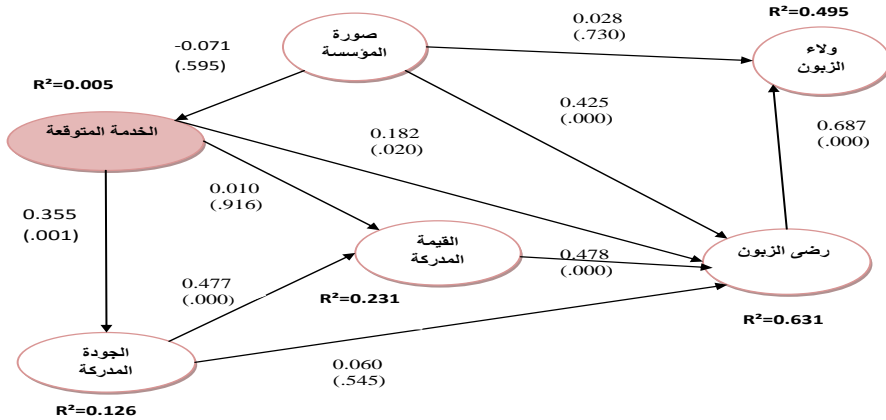 0.028
(.730)
R²=0.495
صورة
المؤسسة
ولاء
الزبون
-0.071
(.595)
R²=0.005
0.425
(.000)
الخدمة المتوقعة
0.182
(.020)
0.687
(.000)
0.010
(.916)
0.355
(.001)
القيمة
المدركة
رضى الزبون
0.478
(.000)
0.477
(.000)
R²=0.231
R²=0.631
الجودة
المدركة
0.060
(.545)
R²=0.126